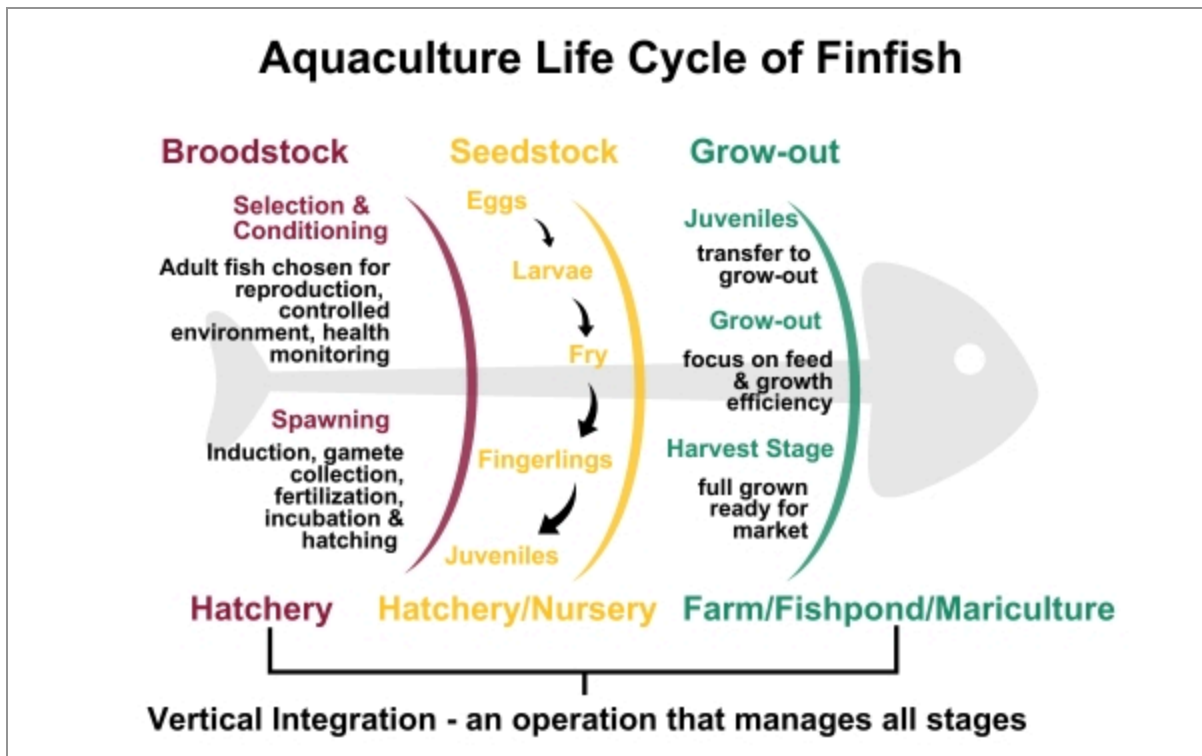 Aquaculture Life Cycle of Finfish
Broodstock
Selection &
Conditioning
Adult fish chosen for
reproduction,
controlled
environment, health
monitoring
Spawning
Induction, gamete
collection,
fertilization,
incubation &
hatching
Hatchery
Seedstock
Eggs
Larvae
Fry
Fingerlings
Juveniles
Hatchery/Nursery
Grow-out
Juveniles
transfer to
grow-out
Grow-out
focus on feed
& growth
efficiency
Harvest Stage
full grown
ready for
market
Farm/Fishpond/Mariculture
Vertical Integration - an operation that manages all stages